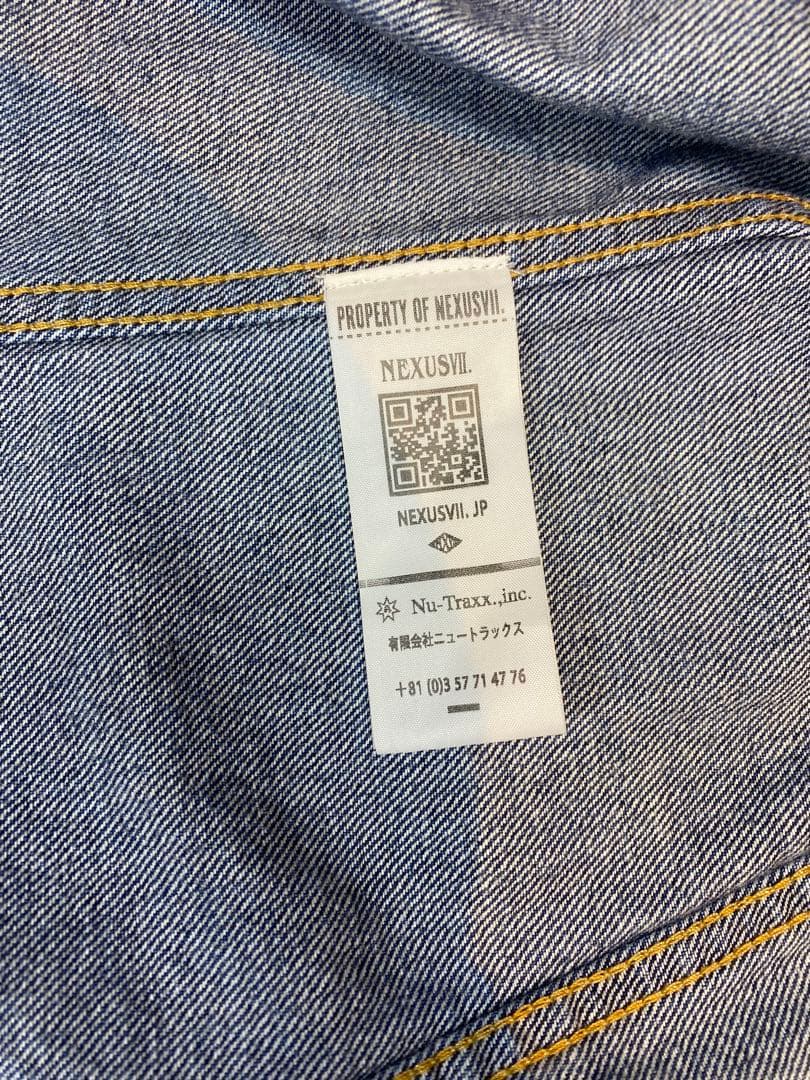 PROPERTY OF NEXUSVII.
NEXUSVII.
NEXUSVII. JP
Nu-Traxx.,inc.
有限会社ニュートラックス
+81 (0)3 57 71 47 76